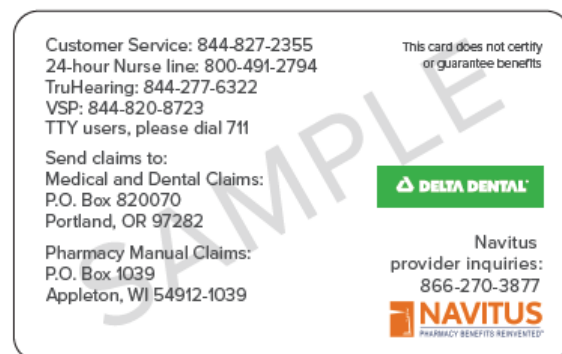 Customer Service: 844-827-2355
24-hour Nurse line: 800-491-2794
TruHearing: 844-277-6322
VSP: 844-820-8723
TTY users, please dial 711
Send claims to:
Medical and Dental Claims:
P.O. Box 820070
Portland, OR 97282
Pharmacy Manual Claims:
P.O. Box 1039
Appleton, WI 54912-1039
This card does not certify
or guarantee benefits
DELTA DENTAL®
Navitus
provider inquiries:
866-270-3877
NAVITUS
PHARMACY BENEFITS REINVENTED®
SAMPLE